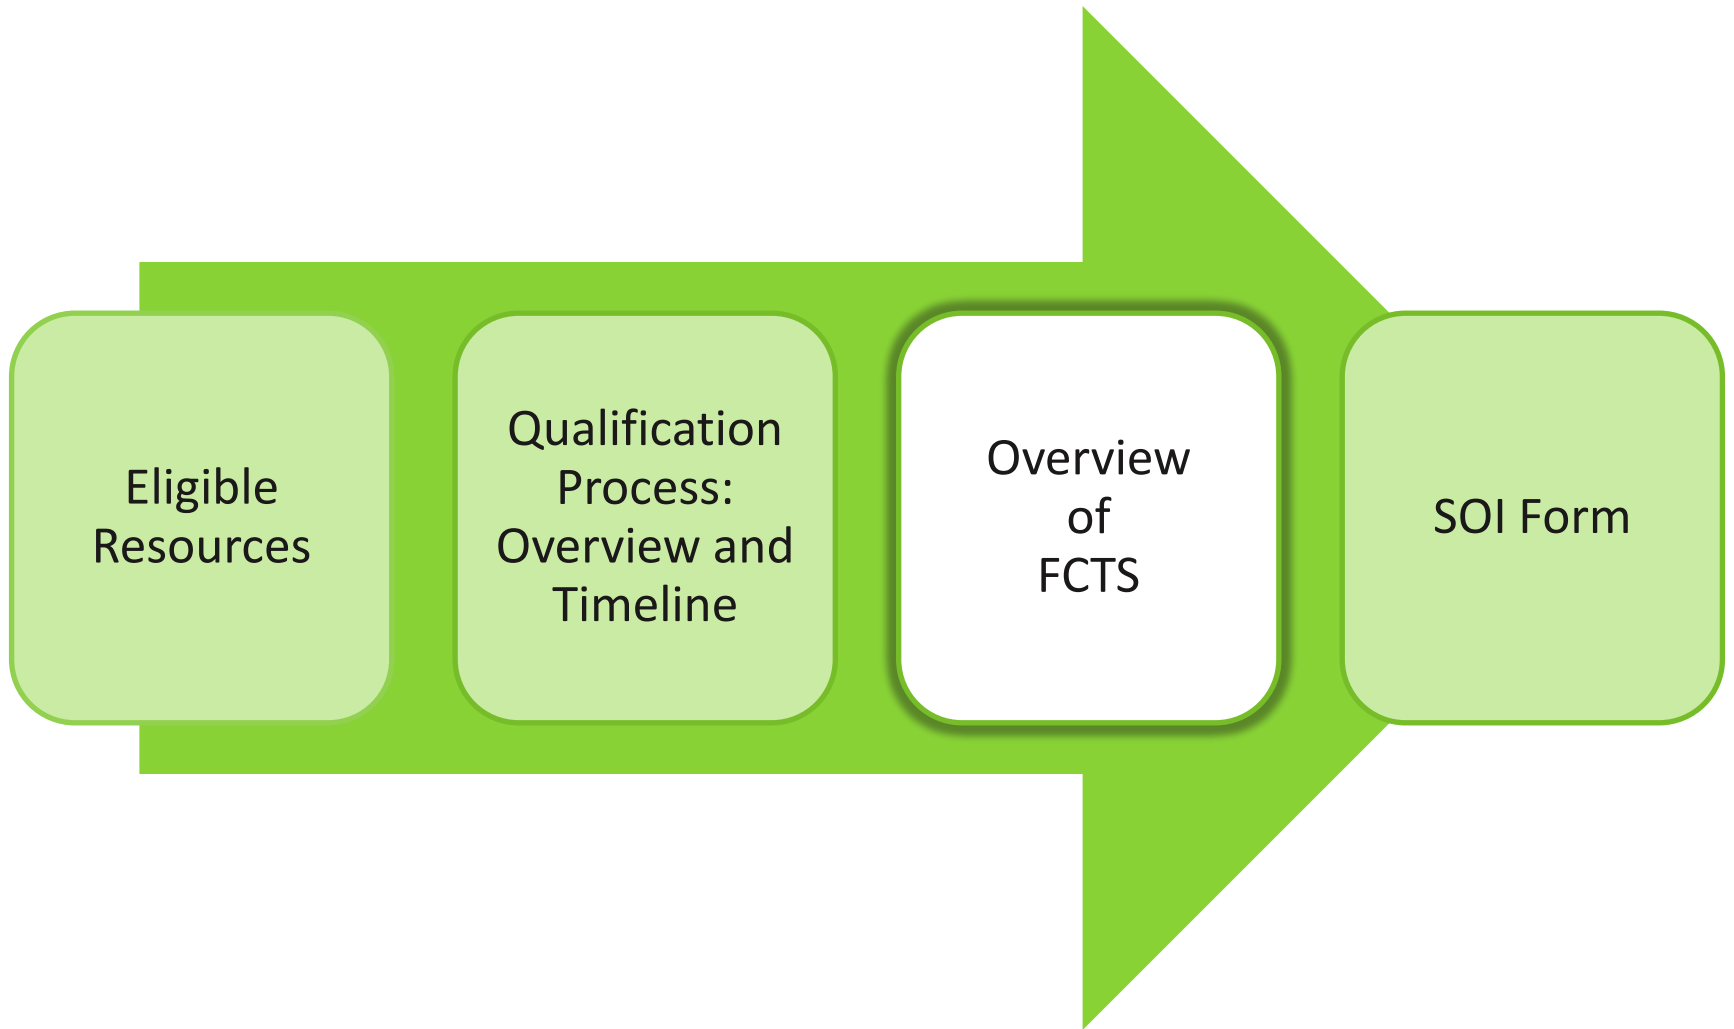 Eligible
Resources
Qualification
Process:
Overview and
Timeline
Overview
of
FCTS
SOI Form